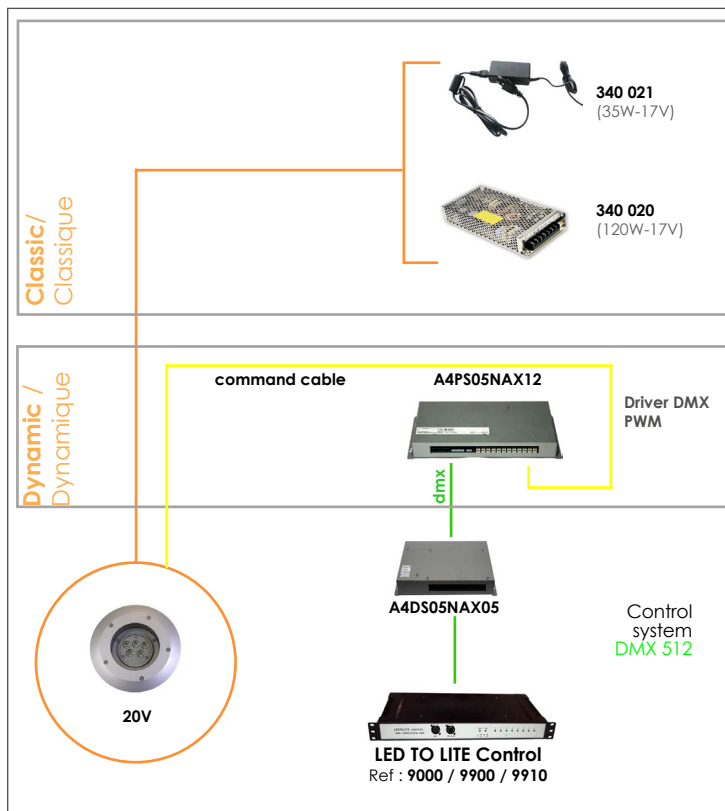 340 021
(35W-17V)
340 020
(120W-17V)
Classic/
Classique
command cable
A4PS05NAX12
Driver DMX
PWM
Dynamic /
Dynamique
dmx
A4DS05NAX05
Control
system
DMX 512
20V
LED TO LITE Control
Ref : 9000 / 9900 / 9910